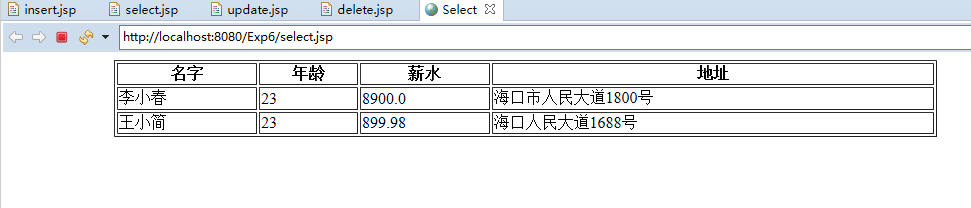 insert.jsp select.jsp update.jsp delete.jsp Select
http://localhost:8080/Exp6/select.jsp
名字 年龄 薪水 地址
李小春 23 8900.0 海口市人民大道1800号
王小简 23 899.98 海口人民大道1688号